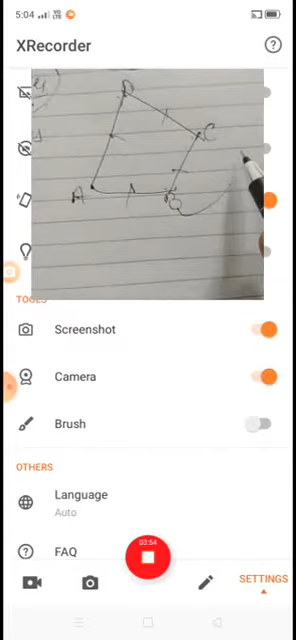 5:04
XRecorder
D
C
A
B
TOOLS
Screenshot
Camera
Brush
OTHERS
Language
Auto
FAQ
03:54
SETTINGS